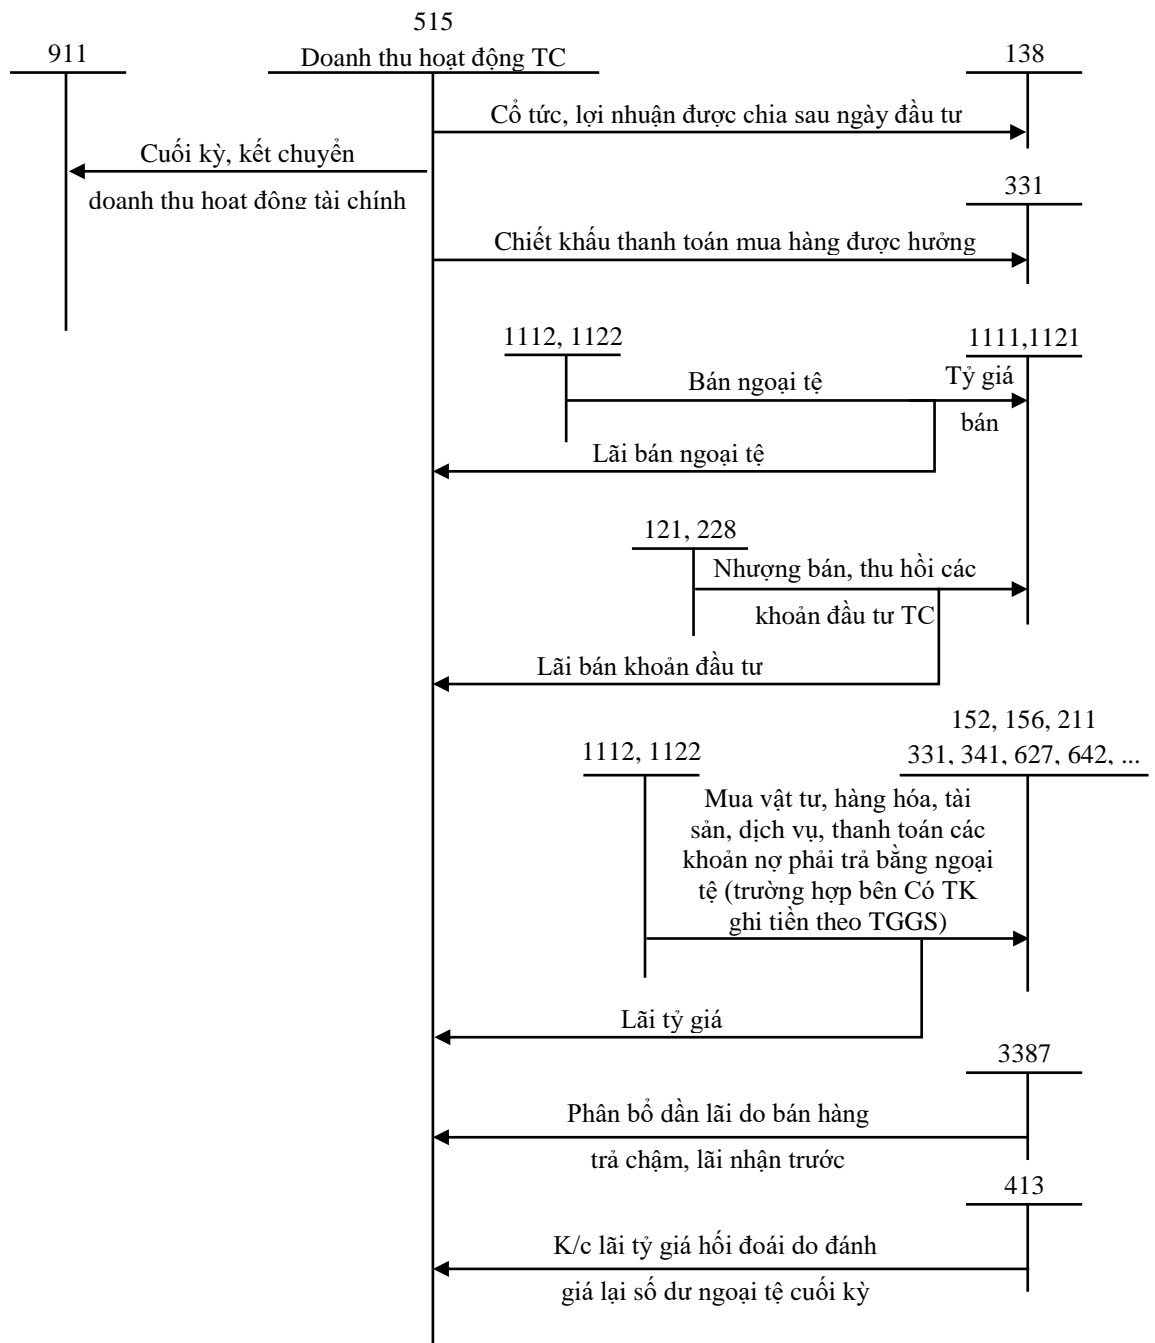 515
911
Doanh thu hoạt động TC
138
Cổ tức, lợi nhuận được chia sau ngày đầu tư
Cuối kỳ, kết chuyển
doanh thu hoạt động tài chính
331
Chiết khấu thanh toán mua hàng được hưởng
1112, 1122
1111,1121
Bán ngoại tệ
Tỷ giá
bán
Lãi bán ngoại tệ
121, 228
Nhượng bán, thu hồi các
khoản đầu tư TC
Lãi bán khoản đầu tư
152, 156, 211
1112, 1122
331, 341, 627, 642, ...
Mua vật tư, hàng hóa, tài
sản, dịch vụ, thanh toán các
khoản nợ phải trả bằng ngoại
tệ (trường hợp bên Có TK
ghi tiền theo TGGS)
Lãi tỷ giá
3387
Phân bổ dần lãi do bán hàng
trả chậm, lãi nhận trước
413
K/c lãi tỷ giá hối đoái do đánh
giá lại số dư ngoại tệ cuối kỳ